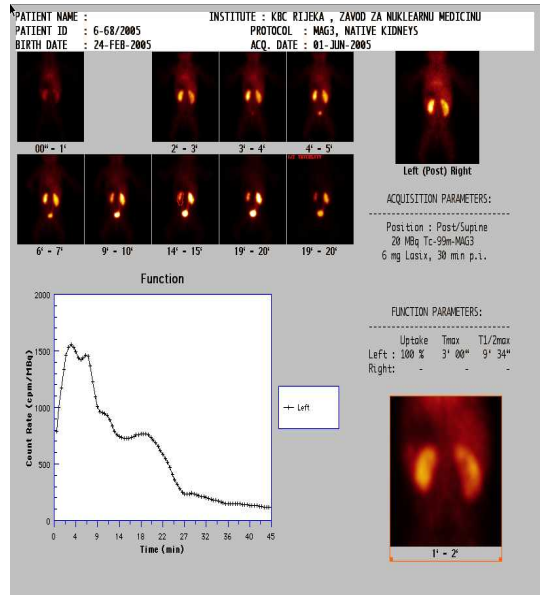 PATIENT NAME :
INSTITUTE : KBC RIJEKA , ZAVOD ZA NUKLEARNU MEDICINU
PATIENT ID : 6-68/2005
PROTOCOL : MAG3, NATIVE KIDNEYS
BIRTH DATE : 24-FEB-2005
ACQ. DATE : 01-JUN-2005
00" - 1'
2' - 3'
3' - 4'
4' - 5'
Left (Post) Right
6' - 7'
9' - 10'
14' - 15'
19' - 20'
19' - 20'
ACQUISITION PARAMETERS:
Position : Post/Supine
20 MBq Tc-99m-MAG3
6 mg Lasix, 30 min p.i.
Function
2000
1500
1000
500
0
Count Rate (cpm/MBq)
0 4 9 14 18 22 27 32 36 40 45
Time (min)
Left
FUNCTION PARAMETERS:
Uptake Tmax T1/2max
Left : 100 % 3' 00" 9' 34"
Right: - - -
1' - 2'